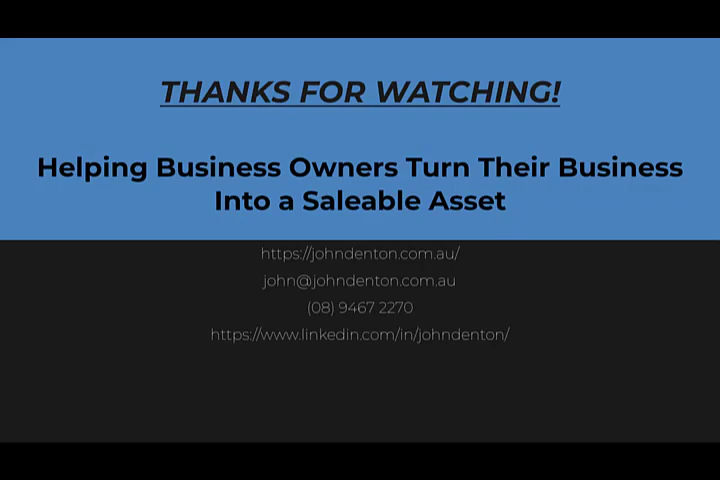 THANKS FOR WATCHING!
Helping Business Owners Turn Their Business
Into a Saleable Asset
https://johndenton.com.au/
john@johndenton.com.au
(08) 9467 2270
https://www.linkedin.com/in/johndenton/